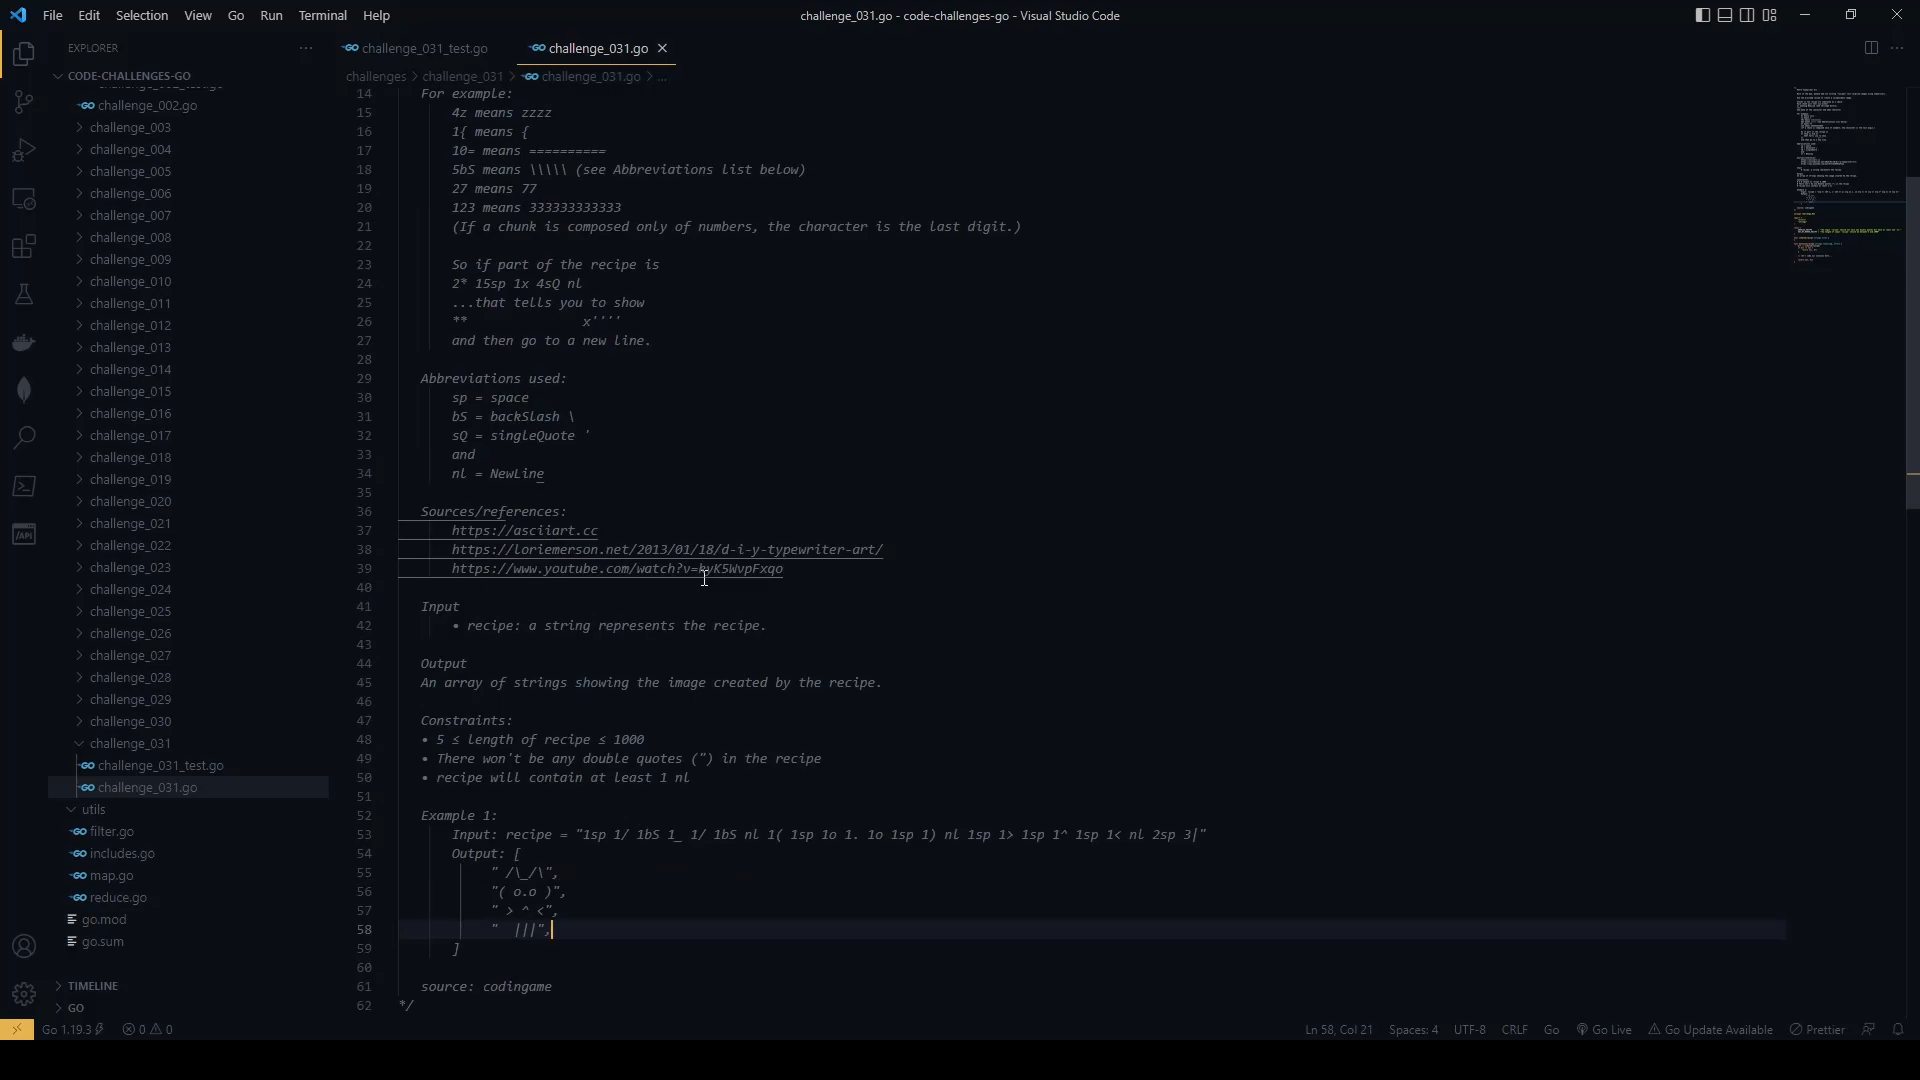 File Edit Selection View Go Run Terminal Help
challenge_031.go - code-challenges-go - Visual Studio Code
EXPLORER
CODE-CHALLENGES-GO
challenge_002.go
challenge_003
challenge_004
challenge_005
challenge_006
challenge_007
challenge_008
challenge_009
challenge_010
challenge_011
challenge_012
challenge_013
challenge_014
challenge_015
challenge_016
challenge_017
challenge_018
challenge_019
challenge_020
challenge_021
challenge_022
challenge_023
challenge_024
challenge_025
challenge_026
challenge_027
challenge_028
challenge_029
challenge_030
challenge_031
challenge_031_test.go
challenge_031.go
utils
filter.go
includes.go
map.go
reduce.go
go.mod
go.sum
TIMELINE
GO
challenge_031_test.go challenge_031.go
challenges > challenge_031 > challenge_031.go > ...
14 For example:
15 4z means zzzz
16 1{ means {
17 10= means ==========
18 5bS means \\\\\ (see Abbreviations list below)
19 27 means 77
20 123 means 333333333333
21 (If a chunk is composed only of numbers, the character is the last digit.)
22
23 So if part of the recipe is
24 2* 15sp 1x 4sQ nl
25 ...that tells you to show
26 **               x''''
27 and then go to a new line.
28
29 Abbreviations used:
30 sp = space
31 bS = backSlash \
32 sQ = singleQuote '
33 and
34 nl = NewLine
35
36 Sources/references:
37 https://asciiart.cc
38 https://loriemerson.net/2013/01/18/d-i-y-typewriter-art/
39 https://www.youtube.com/watch?v=kyK5WvpFxqo
40
41 Input
42 • recipe: a string represents the recipe.
43
44 Output
45 An array of strings showing the image created by the recipe.
46
47 Constraints:
48 • 5 ≤ length of recipe ≤ 1000
49 • There won't be any double quotes (") in the recipe
50 • recipe will contain at least 1 nl
51
52 Example 1:
53 Input: recipe = "1sp 1/ 1bS 1_ 1/ 1bS nl 1( 1sp 1o 1. 1o 1sp 1) nl 1sp 1> 1sp 1^ 1sp 1< nl 2sp 3|"
54 Output: [
55 " /\_/\",
56 "( o.o )",
57 " > ^ <",
58 "  |||",
59 ]
60
61 source: codingame
62 */
Go 1.19.3 0 0 Ln 58, Col 21 Spaces: 4 UTF-8 CRLF Go Go Live Go Update Available Prettier